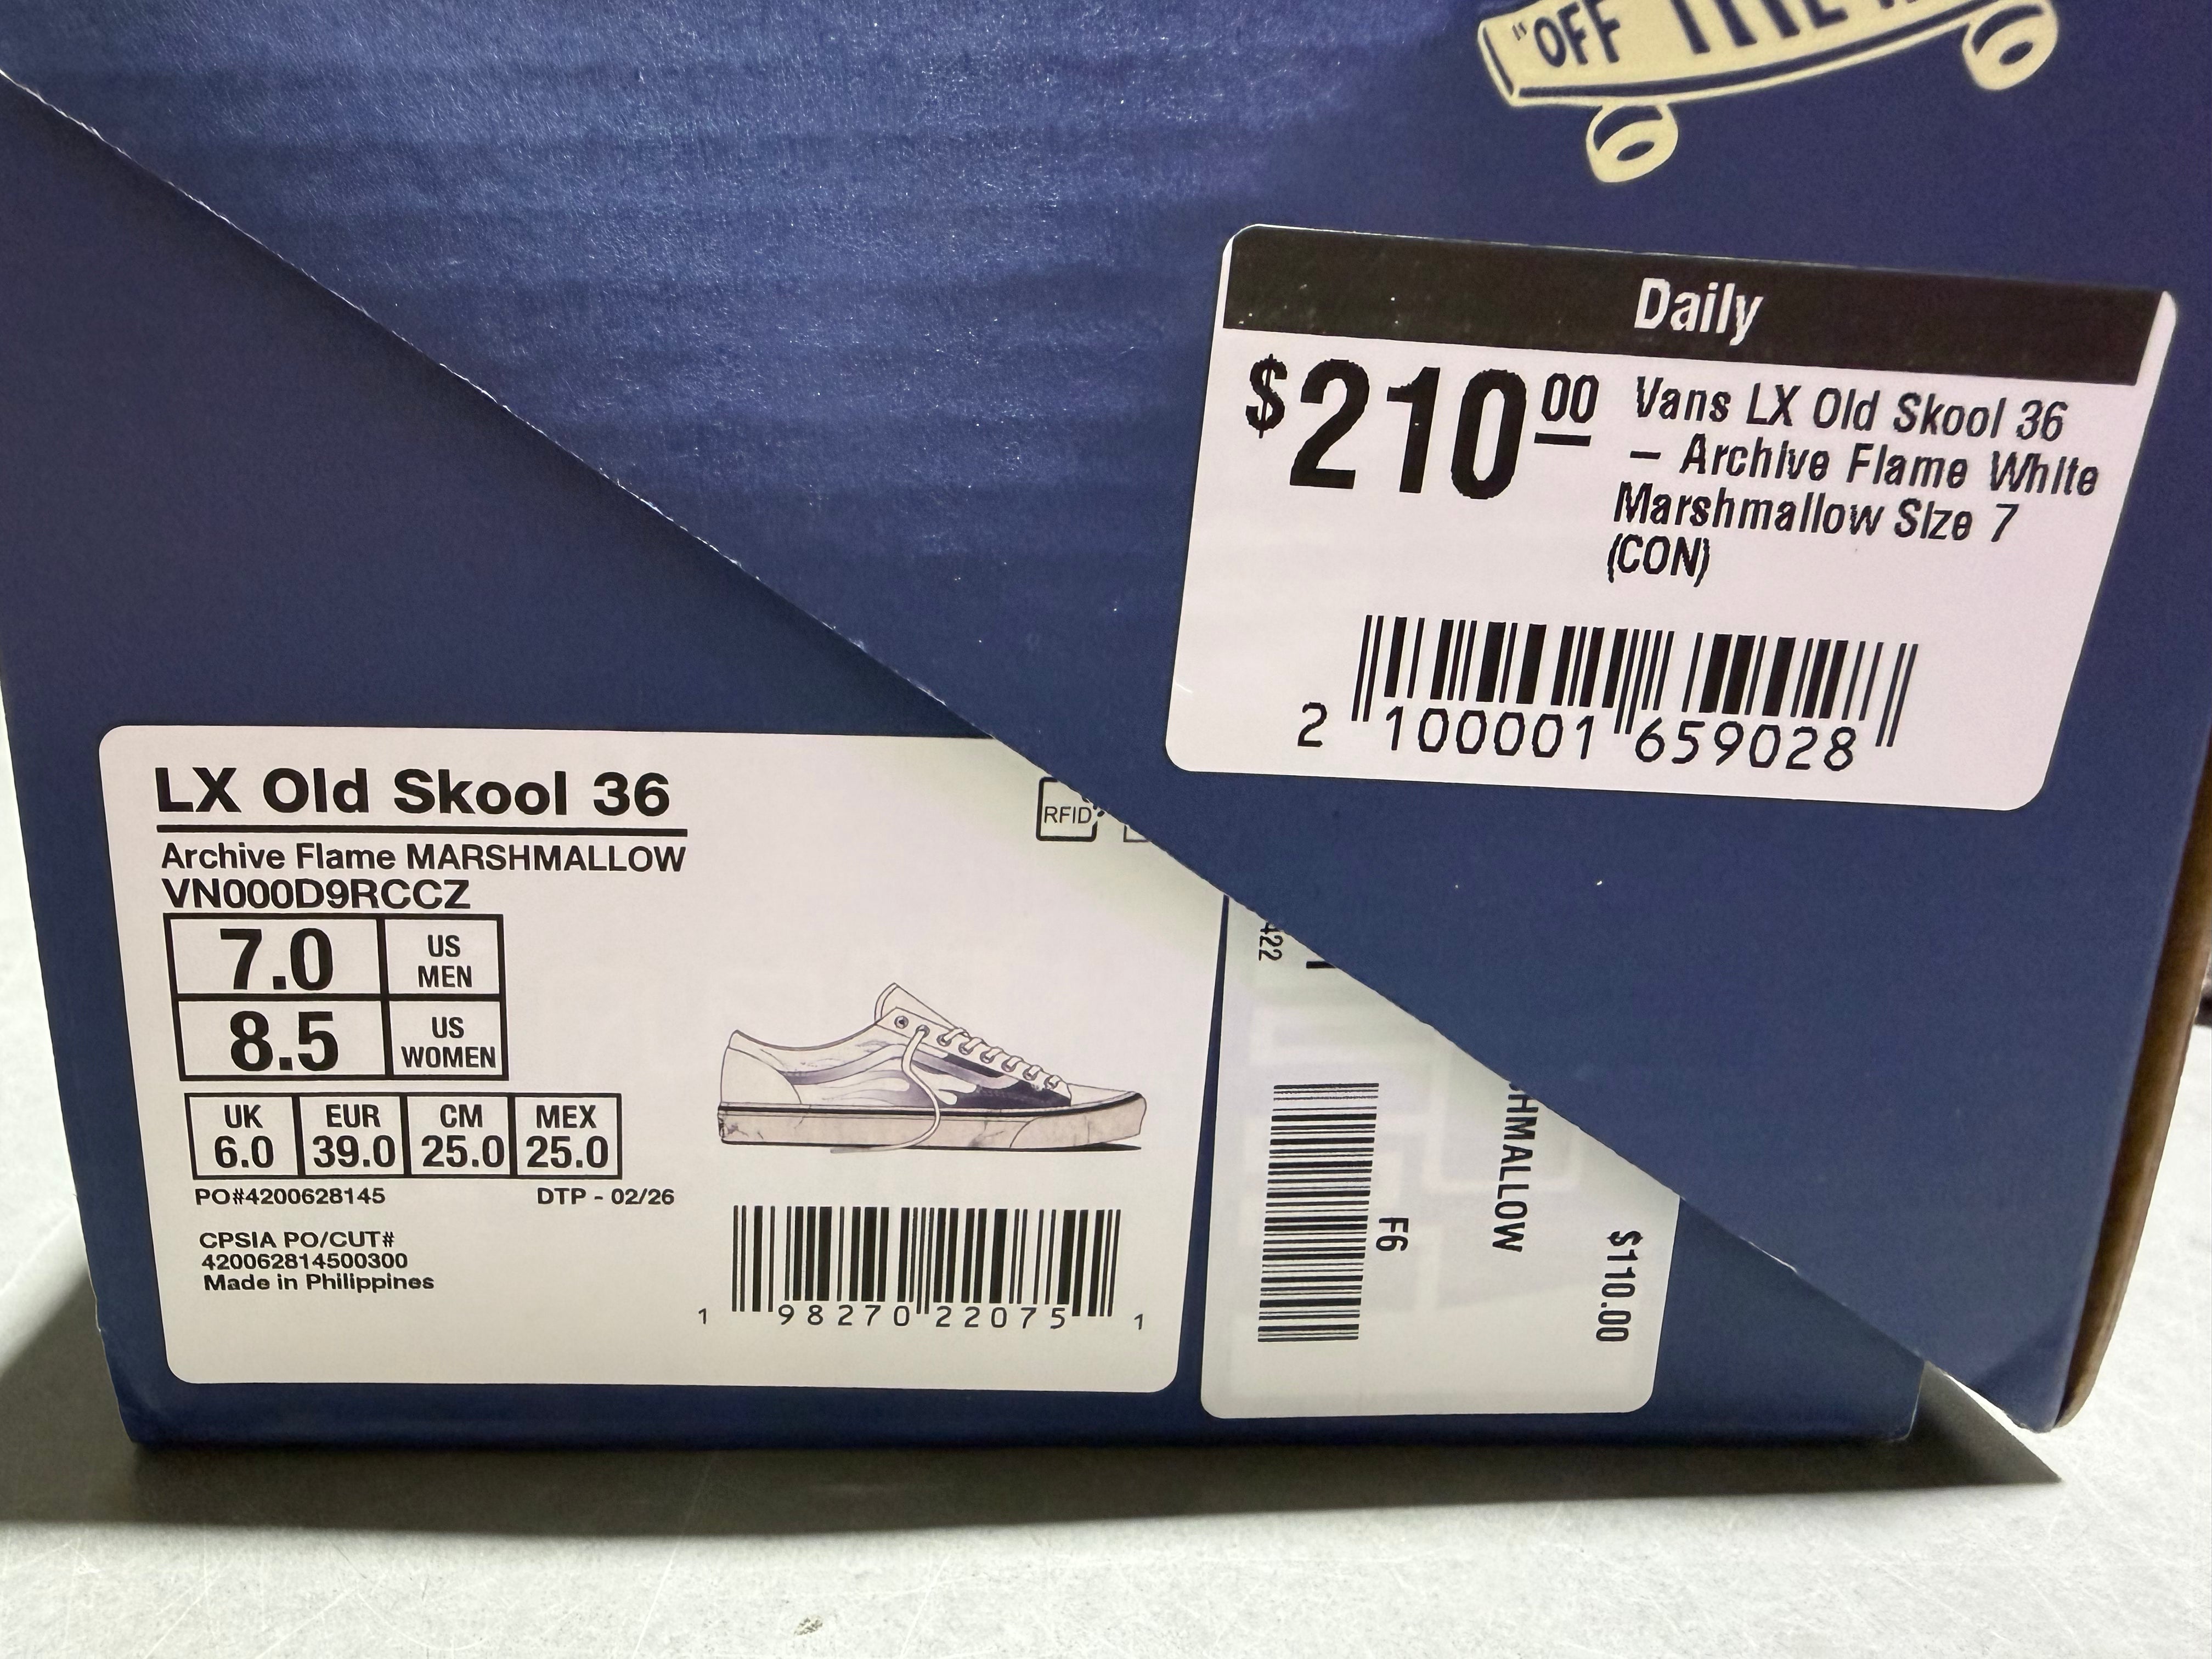 "OFF THE
Daily
$210 00
Vans LX Old Skool 36
– Archive Flame White
Marshmallow Size 7
(CON)
2 100001 659028
LX Old Skool 36
RFID
Archive Flame MARSHMALLOW
VN000D9RCCZ
7.0 US MEN
8.5 US WOMEN
UK EUR CM MEX
6.0 39.0 25.0 25.0
PO#4200628145 DTP - 02/26
CPSIA PO/CUT#
420062814500300
Made in Philippines
1 98270 22075 1
422
F6
HMALLOW
$110.00